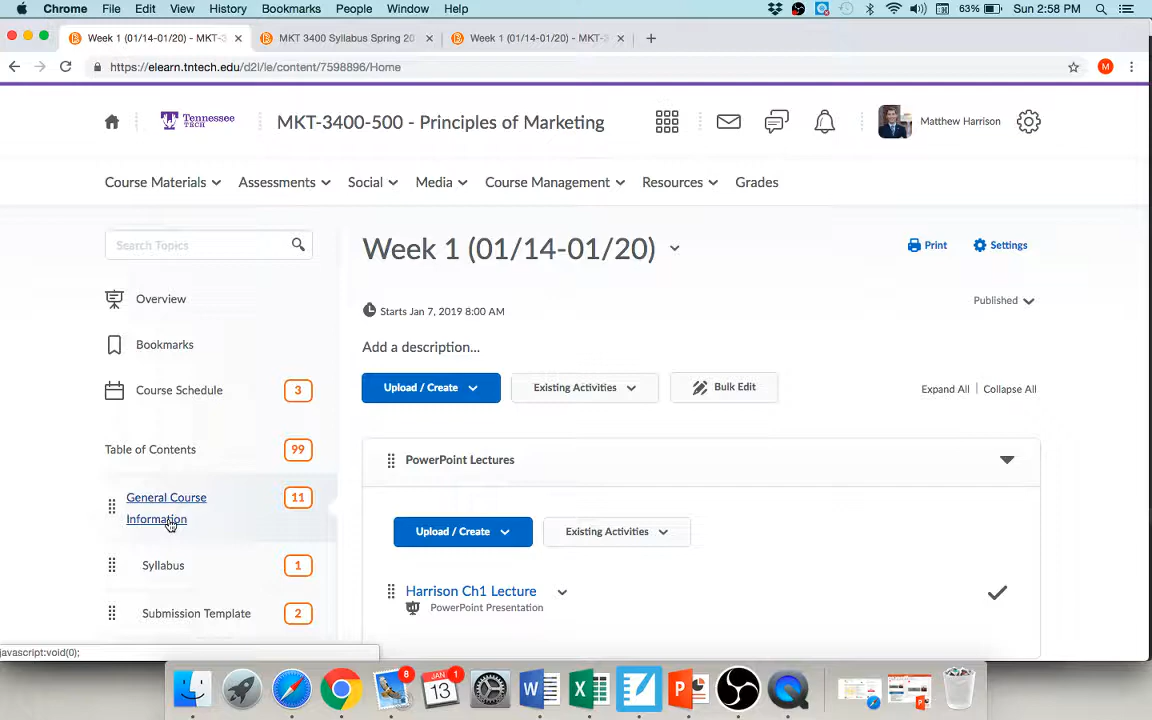 Chrome File Edit View History Bookmarks People Window Help 63% Sun 2:58 PM
Week 1 (01/14-01/20) - MKT-3 MKT 3400 Syllabus Spring 20 Week 1 (01/14-01/20) - MKT-3
https://elearn.tntech.edu/d2l/le/content/7598896/Home M
Tennessee
TECH
MKT-3400-500 - Principles of Marketing
Matthew Harrison
Course Materials Assessments Social Media Course Management Resources Grades
Search Topics
Week 1 (01/14-01/20)
Print Settings
Overview
Starts Jan 7, 2019 8:00 AM
Published
Bookmarks
Add a description...
Course Schedule 3
Upload / Create Existing Activities Bulk Edit
Expand All | Collapse All
Table of Contents 99
PowerPoint Lectures
General Course
Information
11
Upload / Create Existing Activities
Syllabus 1
Harrison Ch1 Lecture
PowerPoint Presentation
Submission Template 2
javascript:void(0);
8
JAN
13
1